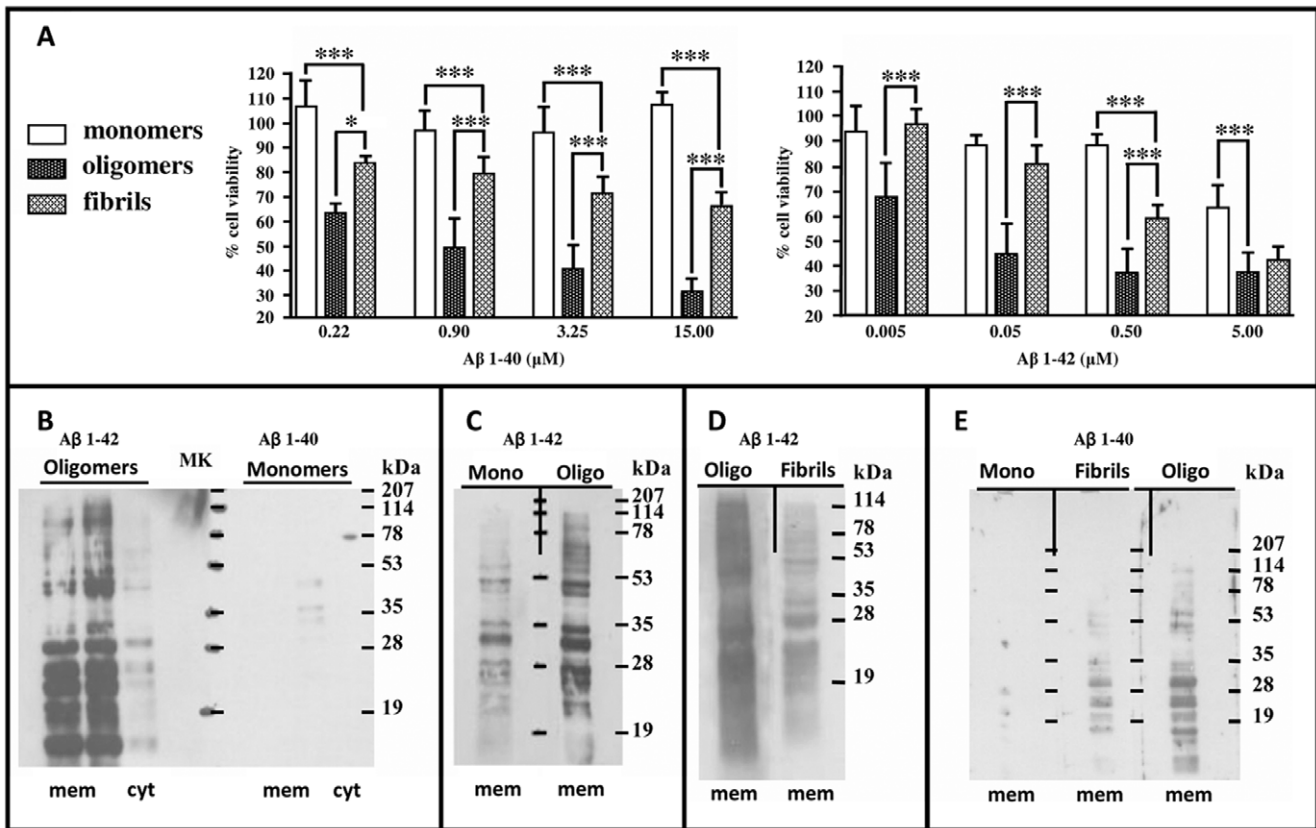 A
monomers
oligomers
fibrils
120
110
100
90
80
70
60
50
40
30
20
% cell viability
***
*
***
***
***
***
***
***
0.22 0.90 3.25 15.00
Aβ 1-40 (μM)
120
110
100
90
80
70
60
50
40
30
20
% cell viability
***
***
***
***
***
0.005 0.05 0.50 5.00
Aβ 1-42 (μM)
B
Aβ 1-42
Oligomers
MK
Aβ 1-40
Monomers
kDa
207
114
78
53
35
28
19
mem cyt mem cyt
C
Aβ 1-42
Mono Oligo
kDa
207
114
78
53
35
28
19
mem mem
D
Aβ 1-42
Oligo Fibrils
kDa
114
78
53
35
28
19
mem mem
E
Aβ 1-40
Mono Fibrils Oligo
kDa
207
114
78
53
35
28
19
mem mem mem